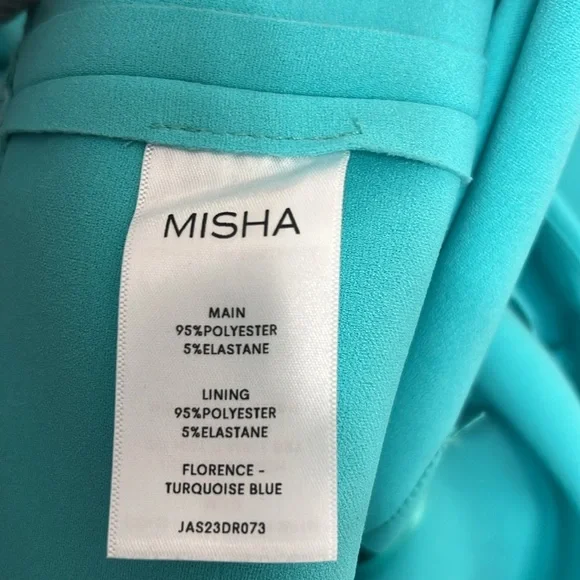 MISHA
MAIN
95%POLYESTER
5%ELASTANE
LINING
95%POLYESTER
5%ELASTANE
FLORENCE -
TURQUOISE BLUE
JAS23DR073